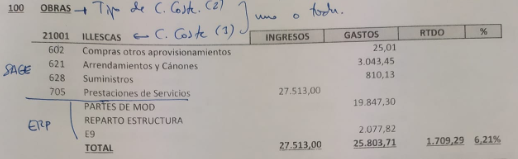 100 OBRAS → Tipo de C. Coste (2) ] uno o todos.
21001 ILLESCAS ← C. Coste (1) INGRESOS GASTOS RTDO %
602 Compras otros aprovisionamientos 25,01
621 Arrendamientos y Cánones 3.043,45
SAGE 628 Suministros 810,13
705 Prestaciones de Servicios 27.513,00
PARTES DE MOD 19.847,30
ERP REPARTO ESTRUCTURA
E9 2.077,82
TOTAL 27.513,00 25.803,71 1.709,29 6,21%